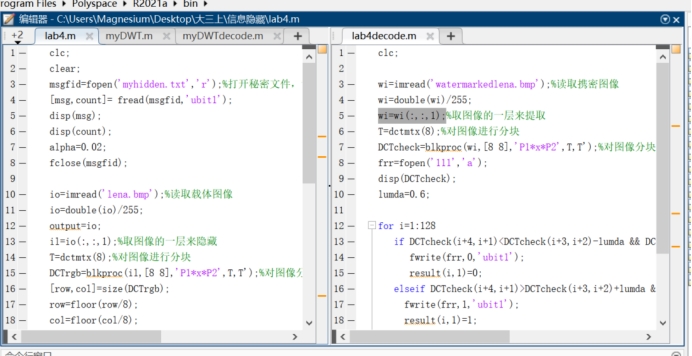 rogram Files ▸ Polyspace ▸ R2021a ▸ bin ▸
编辑器 - C:\Users\Magnesium\Desktop\大三上\信息隐藏\lab4.m
+2 lab4.m myDWT.m myDWTdecode.m +
1 clc;
2 clear;
3 msgfid=fopen('myhidden.txt','r');%打开秘密文件,
4 [msg,count]= fread(msgfid,'ubit1');
5 disp(msg);
6 disp(count);
7 alpha=0.02;
8 fclose(msgfid);
9
10 io=imread('lena.bmp');%读取载体图像
11 io=double(io)/255;
12 output=io;
13 i1=io(:,:,1);%取图像的一层来隐藏
14 T=dctmtx(8);%对图像进行分块
15 DCTrgb=blkproc(i1,[8 8],'P1*x*P2',T,T');%对图像分
16 [row,col]=size(DCTrgb);
17 row=floor(row/8);
18 col=floor(col/8);
lab4decode.m +
1 clc;
2
3 wi=imread('watermarkedlena.bmp');%读取携密图像
4 wi=double(wi)/255;
5 wi=wi(:,:,1);%取图像的一层来提取
6 T=dctmtx(8);%对图像进行分块
7 DCTcheck=blkproc(wi,[8 8],'P1*x*P2',T,T');%对图像分块
8 frr=fopen('111','a');
9 disp(DCTcheck);
10 lumda=0.6;
11
12 for i=1:128
13 if DCTcheck(i+4,i+1)<DCTcheck(i+3,i+2)-lumda && DC
14 fwrite(frr,0,'ubit1');
15 result(i,1)=0;
16 elseif DCTcheck(i+4,i+1)>DCTcheck(i+3,i+2)+lumda &
17 fwrite(frr,1,'ubit1');
18 result(i,1)=1;